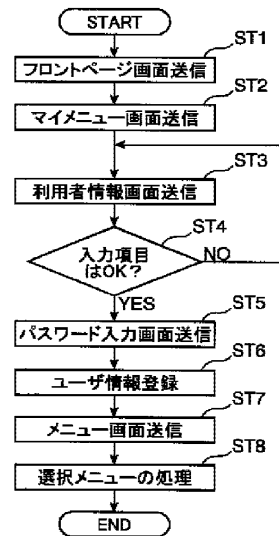 START
ST1
フロントページ画面送信
ST2
マイメニュー画面送信
ST3
利用者情報画面送信
ST4
入力項目
はOK?
NO
YES
ST5
パスワード入力画面送信
ST6
ユーザ情報登録
ST7
メニュー画面送信
ST8
選択メニューの処理
END